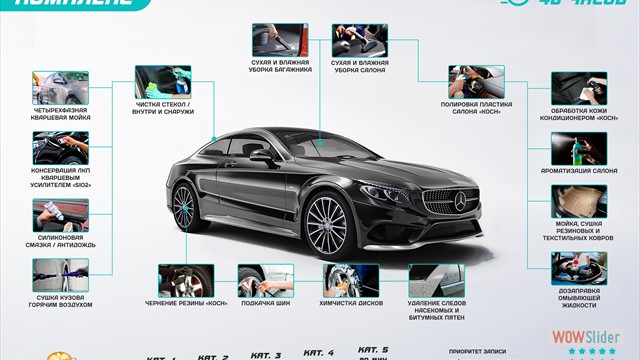 СУХАЯ И ВЛАЖНАЯ
УБОРКА БАГАЖНИКА
СУХАЯ И ВЛАЖНАЯ
УБОРКА САЛОНА
ЧЕТЫРЕХФАЗНАЯ
КВАРЦЕВАЯ МОЙКА
ЧИСТКА СТЕКОЛ /
ВНУТРИ И СНАРУЖИ
ПОЛИРОВКА ПЛАСТИКА
САЛОНА «КОСН»
ОБРАБОТКА КОЖИ
КОНДИЦИОНЕРОМ «КОСН»
КОНСЕРВАЦИЯ ЛКП
КВАРЦЕВЫМ
УСИЛИТЕЛЕМ «SIO2»
АРОМАТИЗАЦИЯ САЛОНА
СИЛИКОНОВАЯ
СМАЗКА / АНТИДОЖДЬ
МОЙКА, СУШКА
РЕЗИНОВЫХ И
ТЕКСТИЛЬНЫХ КОВРОВ
СУШКА КУЗОВА
ГОРЯЧИМ ВОЗДУХОМ
ЧЕРНЕНИЕ РЕЗИНЫ «КОСН»
ПОДКАЧКА ШИН
ХИМЧИСТКА ДИСКОВ
УДАЛЕНИЕ СЛЕДОВ
НАСЕКОМЫХ И
БИТУМНЫХ ПЯТЕН
ДОЗАПРАВКА
ОМЫВАЮЩЕЙ
ЖИДКОСТИ
WOWSlider
КАТ. 1
КАТ. 2
КАТ. 3
КАТ. 4
КАТ. 5
ПРИОРИТЕТ ЗАПИСИ